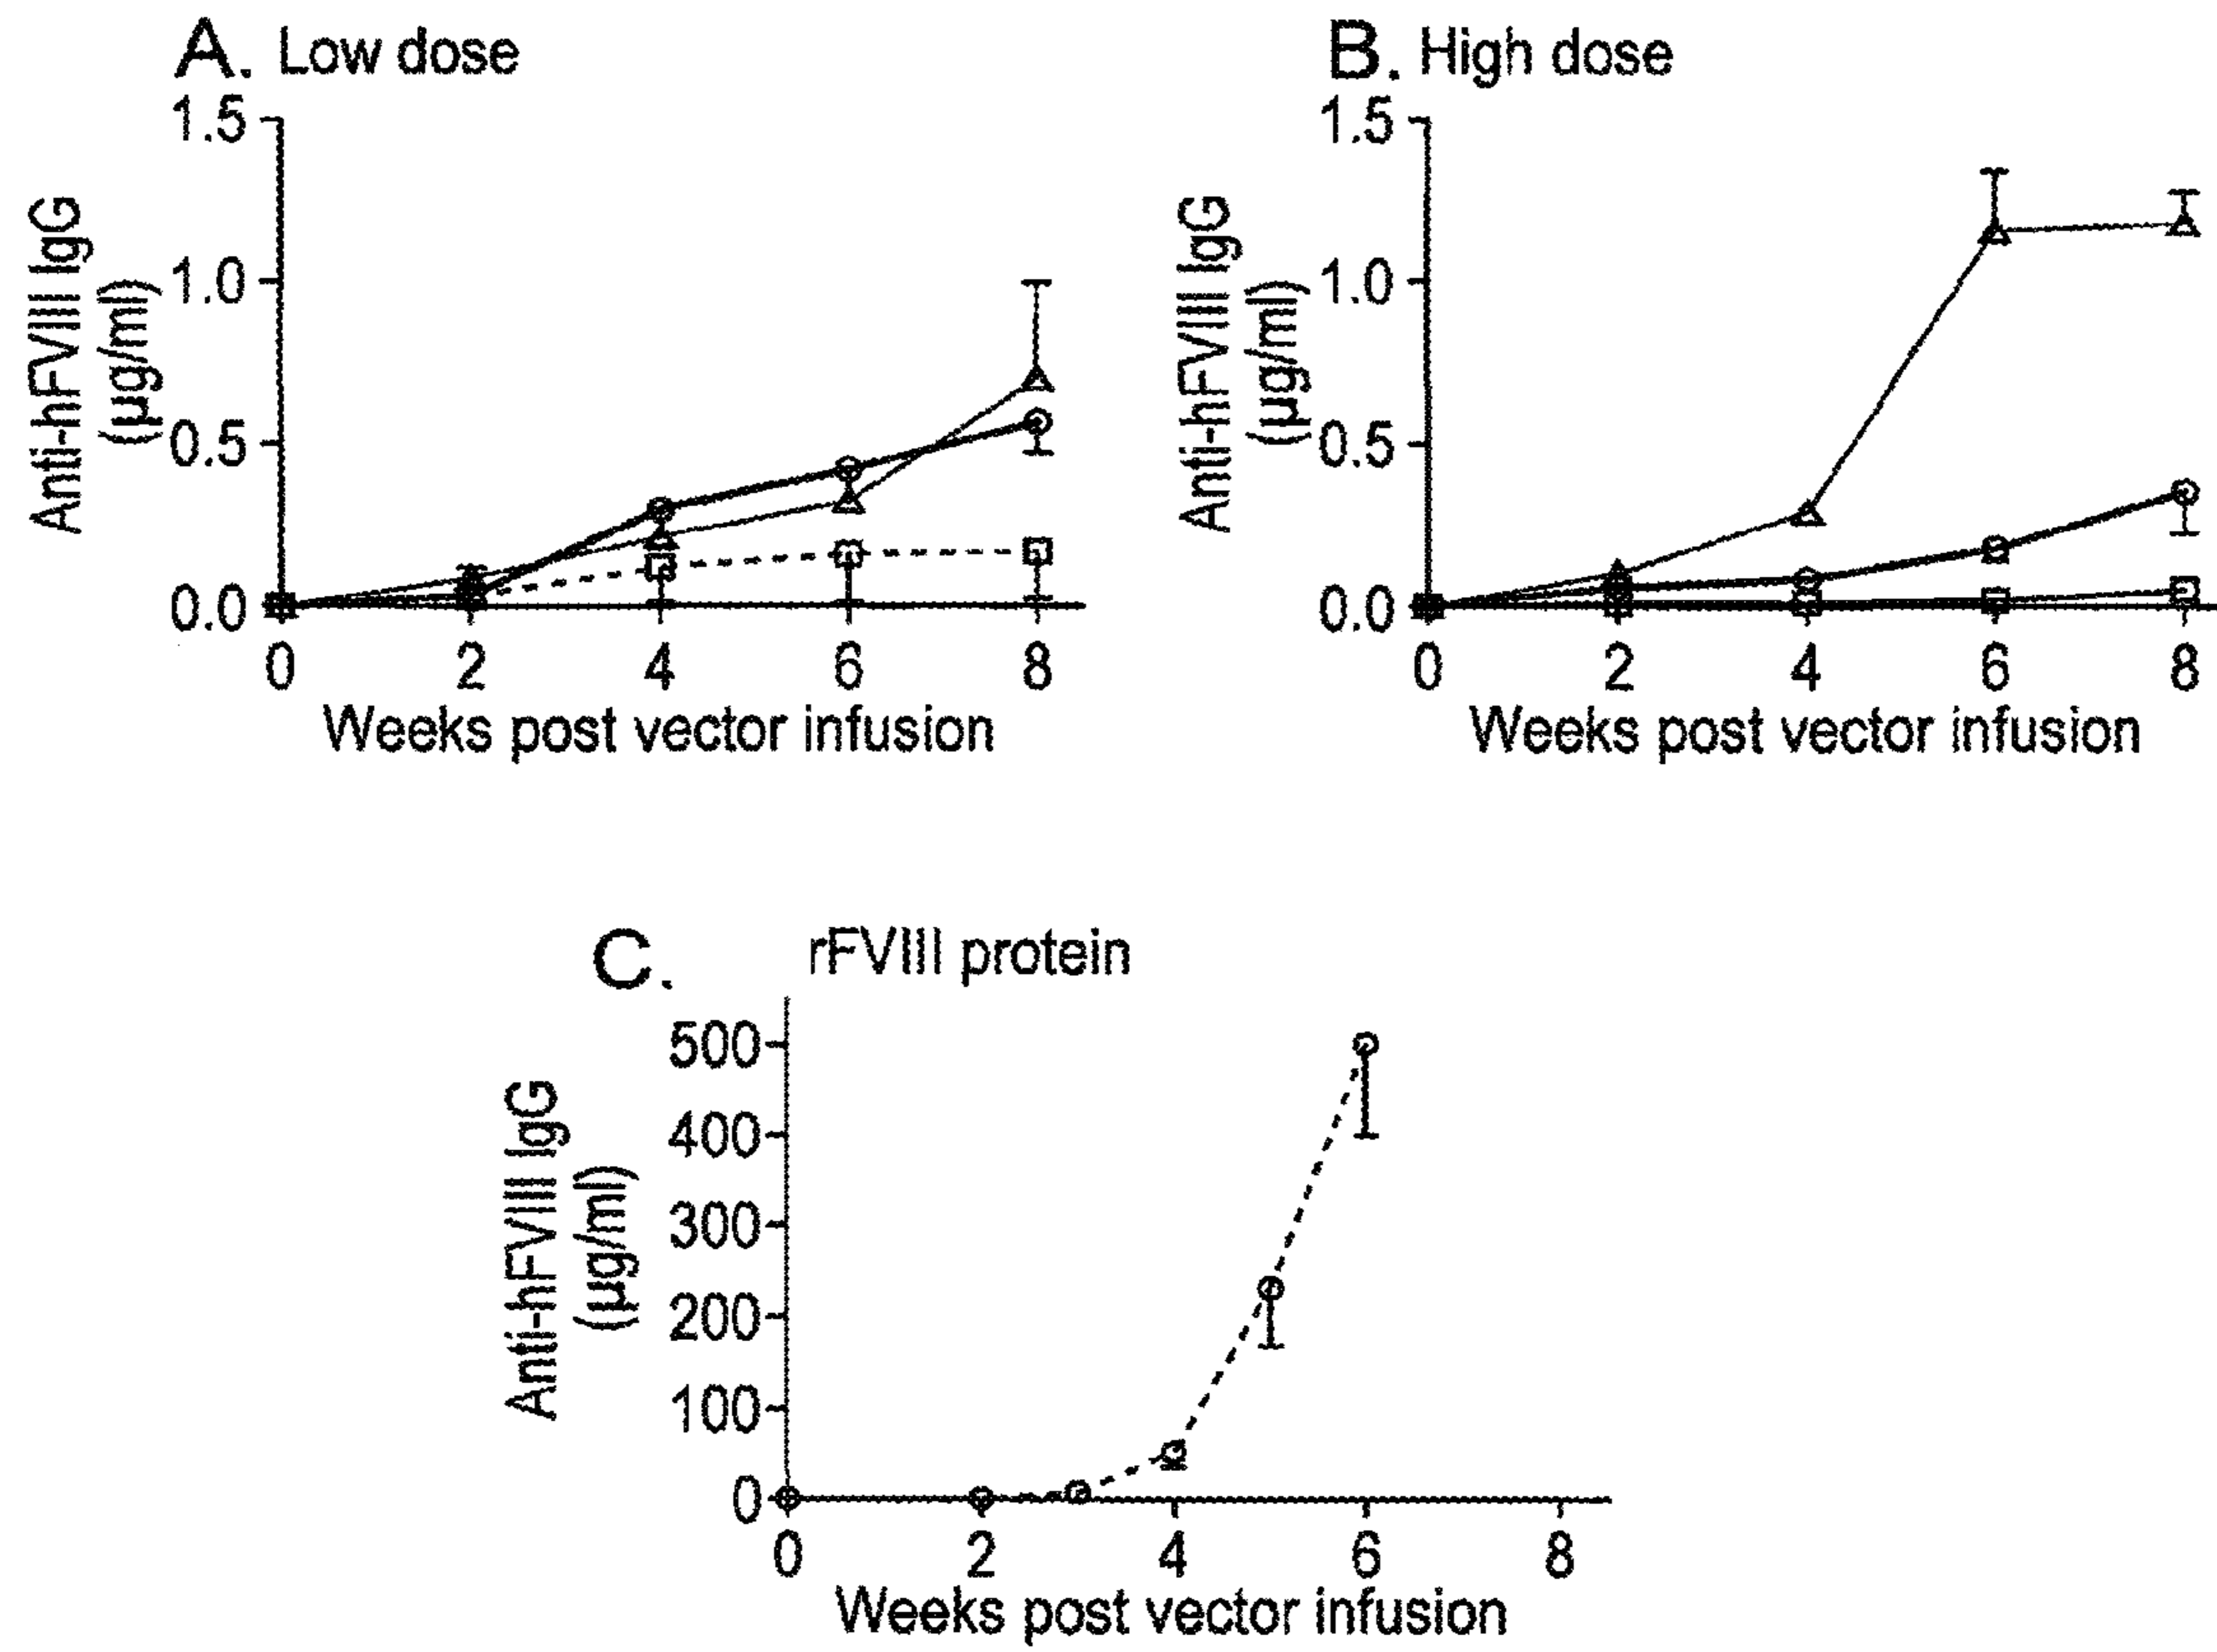 A. Low dose
Anti-hFVIII IgG
(µg/ml)
1.5
1.0
0.5
0.0
0 2 4 6 8
Weeks post vector infusion
B. High dose
Anti-hFVIII IgG
(µg/ml)
1.5
1.0
0.5
0.0
0 2 4 6 8
Weeks post vector infusion
C. rFVIII protein
Anti-hFVIII IgG
(µg/ml)
500
400
300
200
100
0
0 2 4 6 8
Weeks post vector infusion